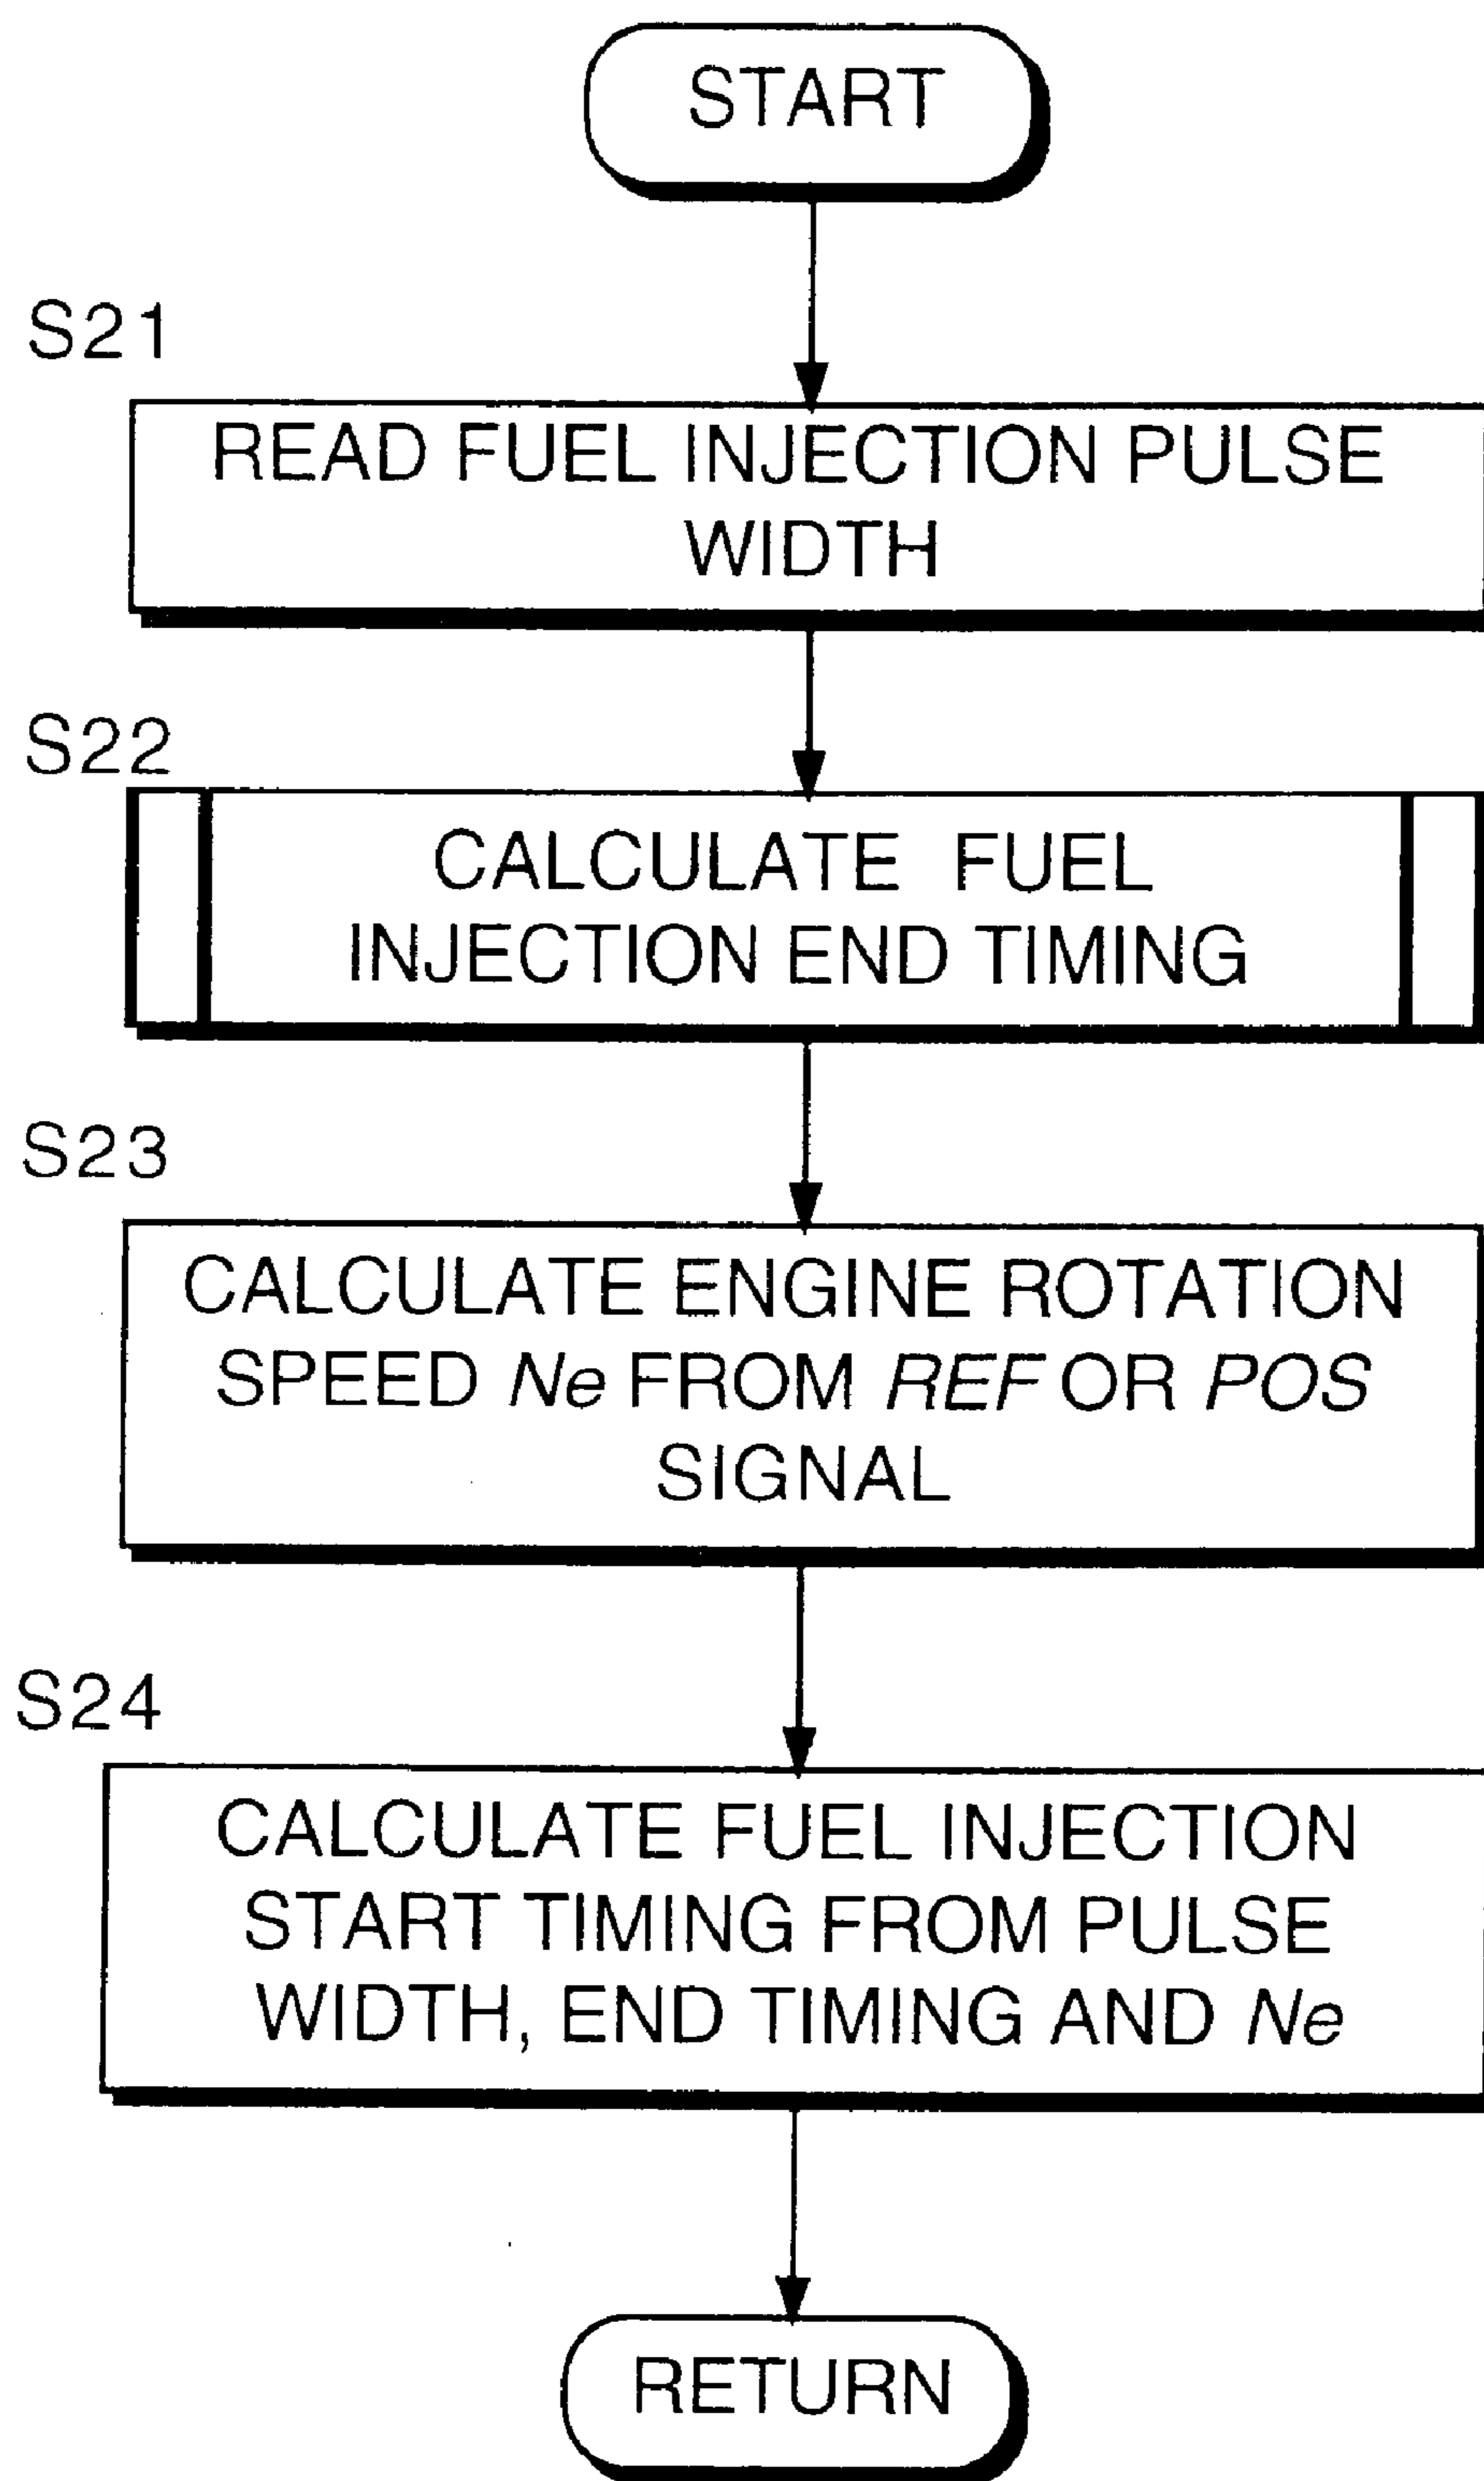 START
S21
READ FUEL INJECTION PULSE
WIDTH
S22
CALCULATE FUEL
INJECTION END TIMING
S23
CALCULATE ENGINE ROTATION
SPEED Ne FROM REF OR POS
SIGNAL
S24
CALCULATE FUEL INJECTION
START TIMING FROM PULSE
WIDTH, END TIMING AND Ne
RETURN